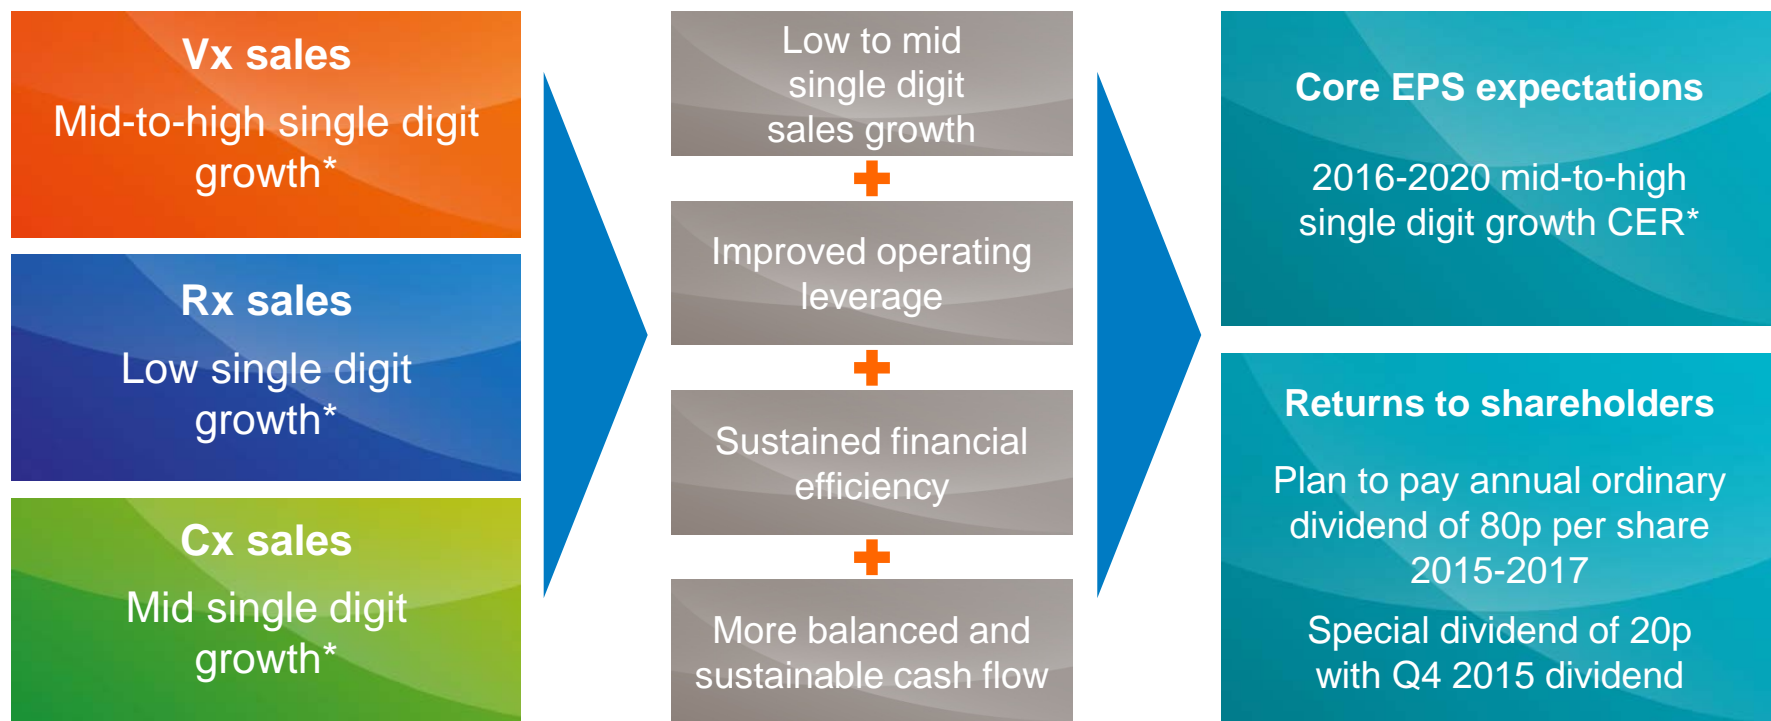 Vx sales
Mid-to-high single digit
growth*
Rx sales
Low single digit
growth*
Cx sales
Mid single digit
growth*
Low to mid
single digit
sales growth
Improved operating
leverage
Sustained financial
efficiency
More balanced and
sustainable cash flow
Core EPS expectations
2016-2020 mid-to-high
single digit growth CER*
Returns to shareholders
Plan to pay annual ordinary
dividend of 80p per share
2015-2017
Special dividend of 20p
with Q4 2015 dividend